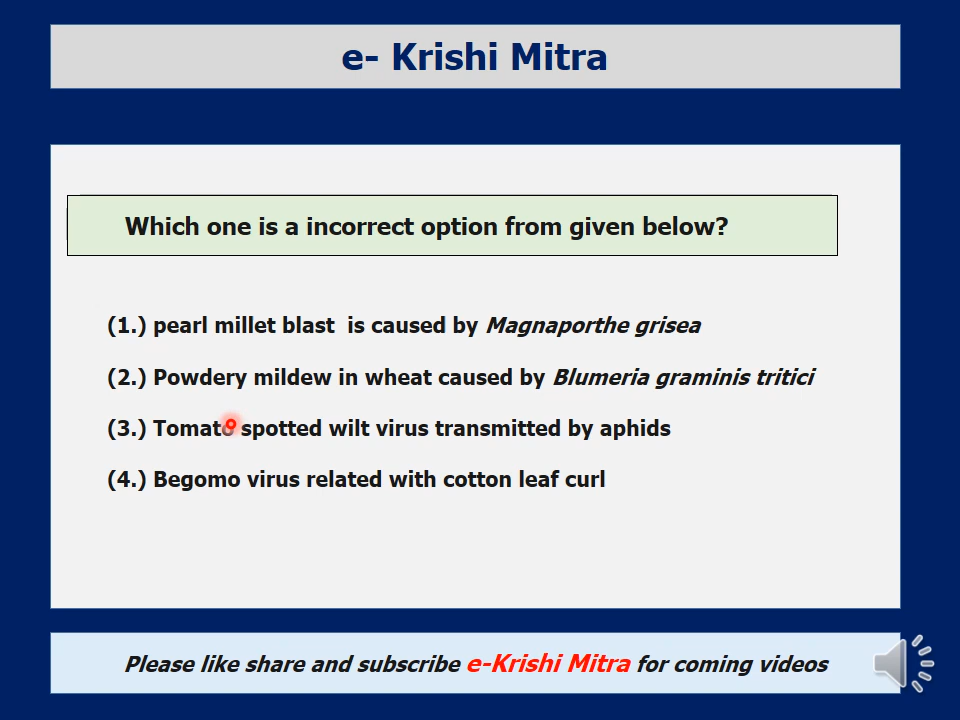 e- Krishi Mitra
Which one is a incorrect option from given below?
(1.) pearl millet blast is caused by Magnaporthe grisea
(2.) Powdery mildew in wheat caused by Blumeria graminis tritici
(3.) Tomato spotted wilt virus transmitted by aphids
(4.) Begomo virus related with cotton leaf curl
Please like share and subscribe e-Krishi Mitra for coming videos